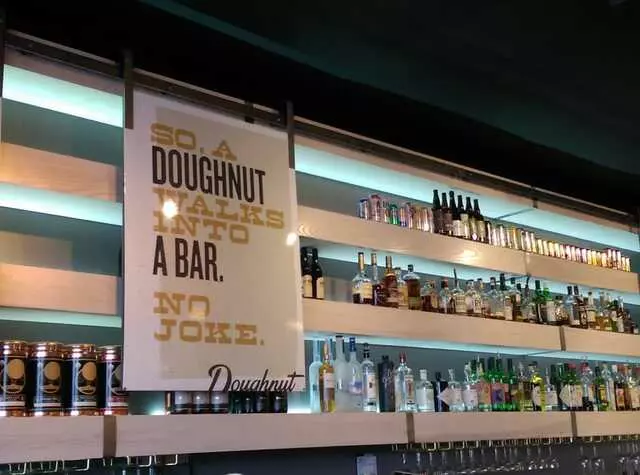 SO, A
DOUGHNUT
WALKS
INTO
A BAR.
NO
JOKE.
Doughnut